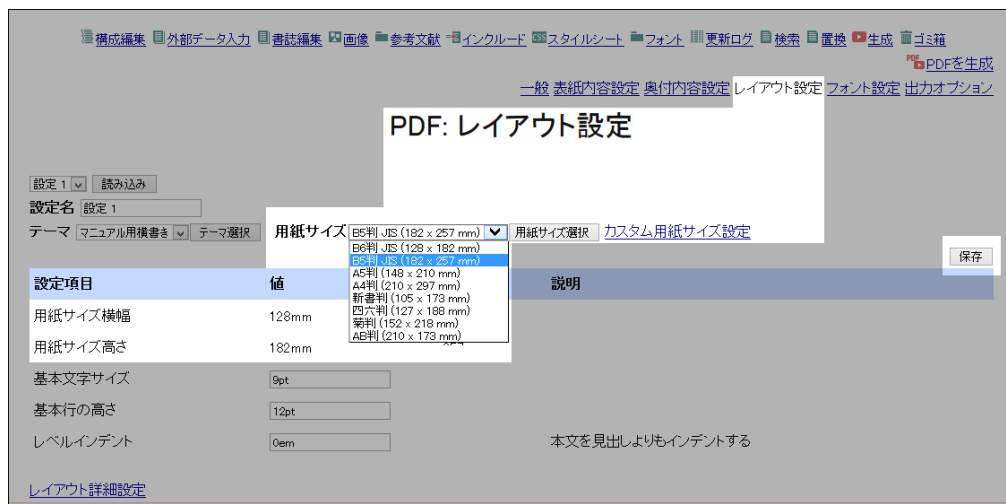 構成編集 外部データ入力 書誌編集 画像 参考文献 インクルード CSS スタイルシート フォント 更新ログ 検索 置換 生成 ゴミ箱
PDF PDFを生成
一般 表紙内容設定 奥付内容設定 レイアウト設定 フォント設定 出力オプション
PDF: レイアウト設定
設定 1 読み込み
設定名 設定 1
テーマ マニュアル用横書き テーマ選択 用紙サイズ B5判 JIS (182 x 257 mm) 用紙サイズ選択 カスタム用紙サイズ設定
B6判 JIS (128 x 182 mm)
B5判 JIS (182 x 257 mm)
A5判 (148 x 210 mm)
A4判 (210 x 297 mm)
新書判 (105 x 173 mm)
四六判 (127 x 188 mm)
菊判 (152 x 218 mm)
AB判 (210 x 173 mm)
保存
設定項目 値 説明
用紙サイズ横幅 128mm
用紙サイズ高さ 182mm
基本文字サイズ 9pt
基本行の高さ 12pt
レベルインデント 0em 本文を見出しよりもインデントする
レイアウト詳細設定